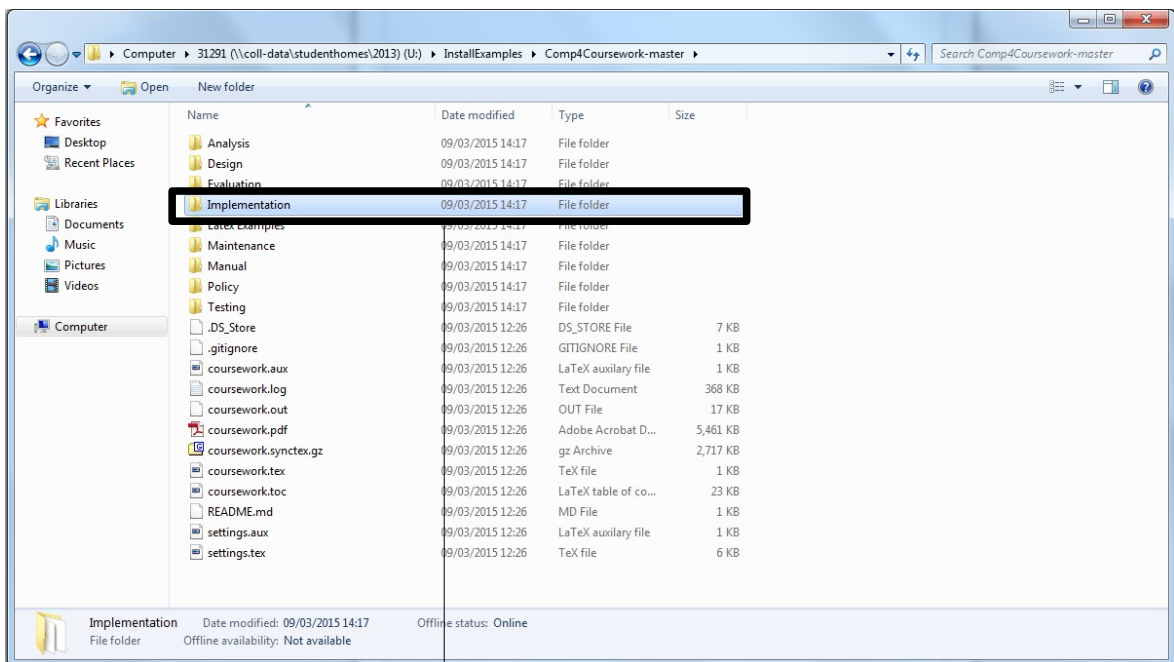 Computer ▸ 31291 (\\coll-data\studenthomes\2013) (U:) ▸ InstallExamples ▸ Comp4Coursework-master ▸
Search Comp4Coursework-master
Organize Open New folder
Favorites
Desktop
Recent Places
Libraries
Documents
Music
Pictures
Videos
Computer
Name Date modified Type Size
Analysis 09/03/2015 14:17 File folder
Design 09/03/2015 14:17 File folder
Evaluation 09/03/2015 14:17 File folder
Implementation 09/03/2015 14:17 File folder
Latex Examples 09/03/2015 14:17 File folder
Maintenance 09/03/2015 14:17 File folder
Manual 09/03/2015 14:17 File folder
Policy 09/03/2015 14:17 File folder
Testing 09/03/2015 14:17 File folder
.DS_Store 09/03/2015 12:26 DS_STORE File 7 KB
.gitignore 09/03/2015 12:26 GITIGNORE File 1 KB
coursework.aux 09/03/2015 12:26 LaTeX auxilary file 1 KB
coursework.log 09/03/2015 12:26 Text Document 368 KB
coursework.out 09/03/2015 12:26 OUT File 17 KB
coursework.pdf 09/03/2015 12:26 Adobe Acrobat D... 5,461 KB
coursework.synctex.gz 09/03/2015 12:26 gz Archive 2,717 KB
coursework.tex 09/03/2015 12:26 TeX file 1 KB
coursework.toc 09/03/2015 12:26 LaTeX table of co... 23 KB
README.md 09/03/2015 12:26 MD File 1 KB
settings.aux 09/03/2015 12:26 LaTeX auxilary file 1 KB
settings.tex 09/03/2015 12:26 TeX file 6 KB
Implementation Date modified: 09/03/2015 14:17 Offline status: Online
File folder Offline availability: Not available